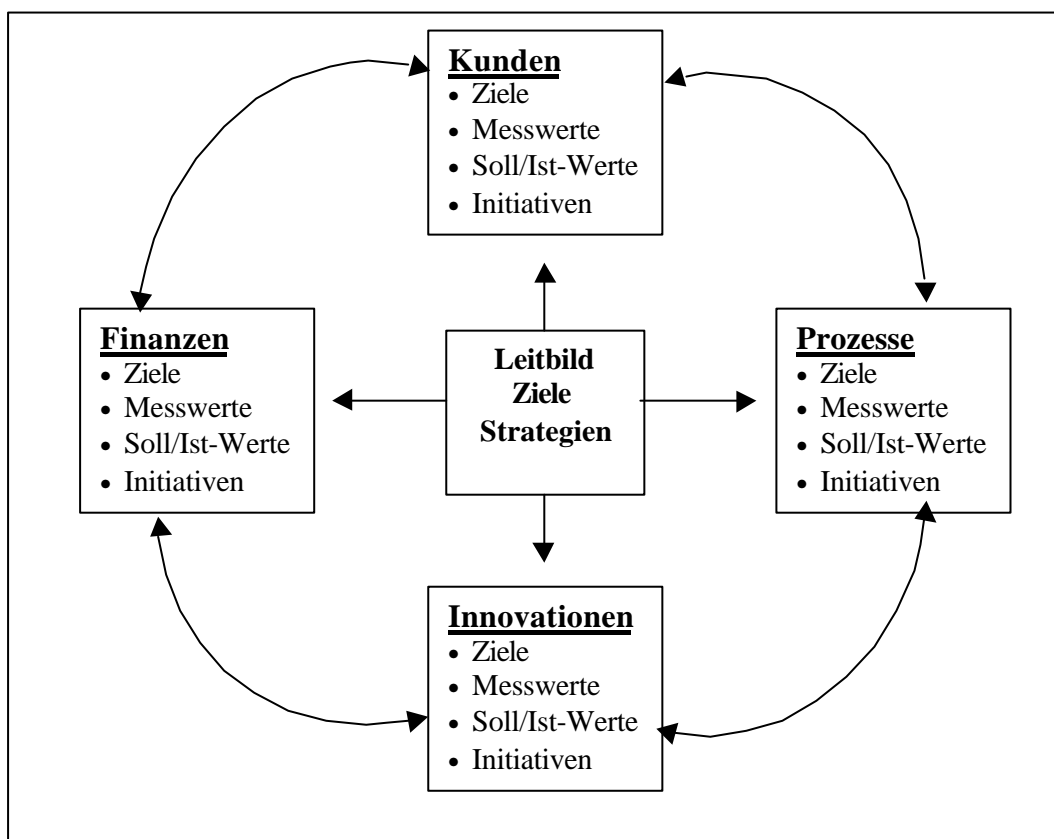 Kunden
• Ziele
• Messwerte
• Soll/Ist-Werte
• Initiativen
Finanzen
• Ziele
• Messwerte
• Soll/Ist-Werte
• Initiativen
Leitbild
Ziele
Strategien
Prozesse
• Ziele
• Messwerte
• Soll/Ist-Werte
• Initiativen
Innovationen
• Ziele
• Messwerte
• Soll/Ist-Werte
• Initiativen